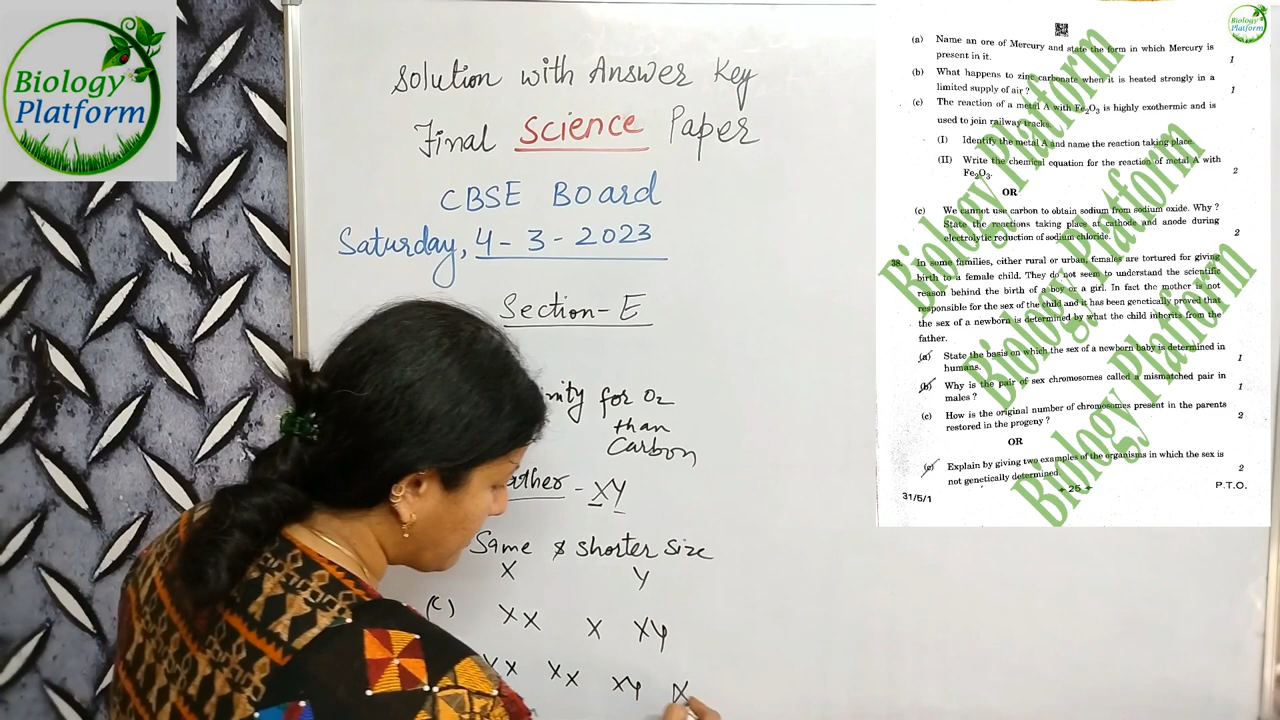 Biology
Platform
Solution with Answer Key
Final Science Paper
CBSE Board
Saturday, 4-3-2023
Section-E
for O₂
than
Carbon
- XY
Same & shorter size
X Y
(C) XX X XY
XX XY X
Biology
Platform
(a) Name an ore of Mercury and state the form in which Mercury is
present in it. 1
(b) What happens to zinc carbonate when it is heated strongly in a
limited supply of air ? 1
(c) The reaction of a metal A with Fe₂O₃ is highly exothermic and is
used to join railway tracks.
(I) Identify the metal A and name the reaction taking place.
(II) Write the chemical equation for the reaction of metal A with
Fe₂O₃. 2
OR
(c) We cannot use carbon to obtain sodium from sodium oxide. Why ?
State the reactions taking place at cathode and anode during
electrolytic reduction of sodium chloride. 2
38. In some families, either rural or urban, females are tortured for giving
birth to a female child. They do not seem to understand the scientific
reason behind the birth of a boy or a girl. In fact the mother is not
responsible for the sex of the child and it has been genetically proved that
the sex of a newborn is determined by what the child inherits from the
father.
(a) State the basis on which the sex of a newborn baby is determined in
humans. 1
(b) Why is the pair of sex chromosomes called a mismatched pair in
males ? 1
(c) How is the original number of chromosomes present in the parents
restored in the progeny ? 2
OR
(c) Explain by giving two examples of the organisms in which the sex is
not genetically determined. 2
31/5/1 25 P.T.O.
Biology Platform
Biology Platform
Biology Platform